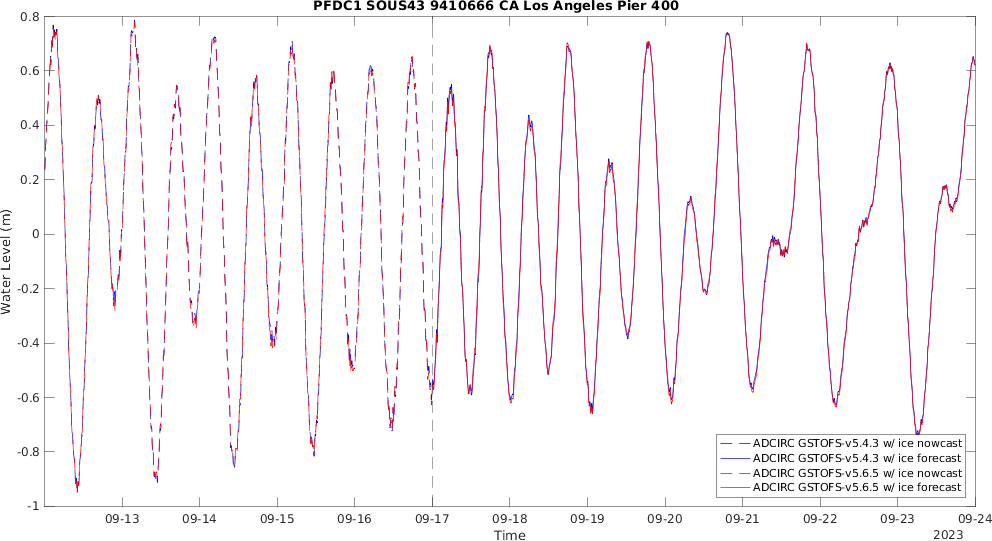 PFDC1 SOUS43 9410666 CA Los Angeles Pier 400
0.8
0.6
0.4
0.2
0
-0.2
-0.4
-0.6
-0.8
-1
Water Level (m)
09-13 09-14 09-15 09-16 09-17 09-18 09-19 09-20 09-21 09-22 09-23 09-24
2023
Time
ADCIRC GSTOFS-v5.4.3 w/ ice nowcast
ADCIRC GSTOFS-v5.4.3 w/ ice forecast
ADCIRC GSTOFS-v5.6.5 w/ ice nowcast
ADCIRC GSTOFS-v5.6.5 w/ ice forecast